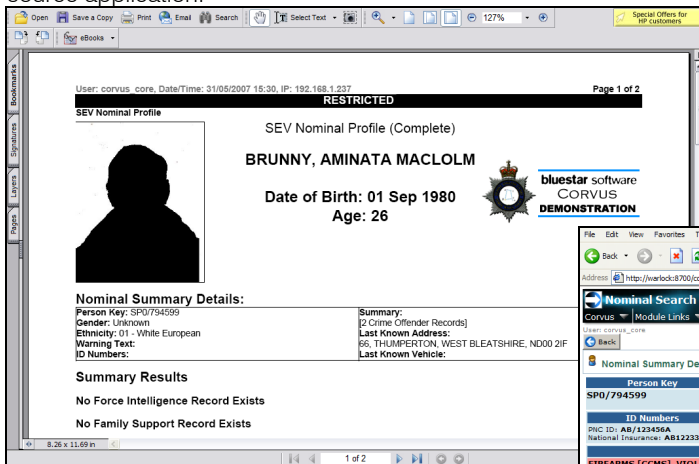 source application.
Open Save a Copy Print Email Search Select Text 127% Special Offers for HP customers
eBooks
Bookmarks
Signatures
Layers
Pages
User: corvus_core, Date/Time: 31/05/2007 15:30, IP: 192.168.1.237 Page 1 of 2
RESTRICTED
SEV Nominal Profile
SEV Nominal Profile (Complete)
BRUNNY, AMINATA MACLOLM
Date of Birth: 01 Sep 1980
Age: 26
bluestar software
CORVUS
DEMONSTRATION
Nominal Summary Details:
Person Key: SP0/794599
Gender: Unknown
Ethnicity: 01 - White European
Warning Text:
ID Numbers:
Summary:
[2 Crime Offender Records]
Last Known Address:
66, THUMPERTON, WEST BLEATSHIRE, ND00 2IF
Last Known Vehicle:
Summary Results
No Force Intelligence Record Exists
No Family Support Record Exists
8.26 x 11.69 in
1 of 2
File Edit View Favorites
Back
Address http://warlock:8700/co
Nominal Search
Corvus Module Links
User: corvus_core
Back
Nominal Summary De
Person Key
SP0/794599
ID Numbers
PNC ID: AB/123456A
National Insurance: AB12233
FIREARMS [CCMS], VIOL